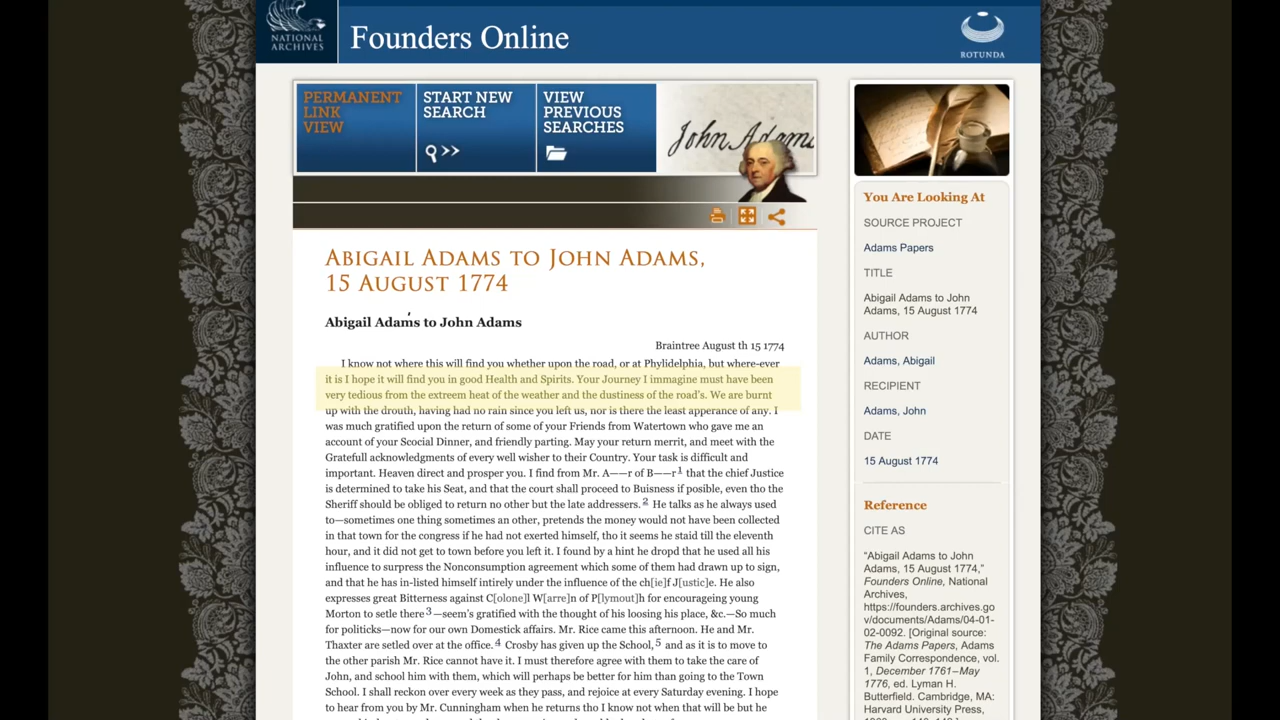 NATIONAL
ARCHIVES
Founders Online
ROTUNDA
PERMANENT
LINK
VIEW
START NEW
SEARCH
>>
VIEW
PREVIOUS
SEARCHES
John Adams
ABIGAIL ADAMS TO JOHN ADAMS,
15 AUGUST 1774
Abigail Adams to John Adams
Braintree August th 15 1774
I know not where this will find you whether upon the road, or at Phylidelphia, but where-ever
it is I hope it will find you in good Health and Spirits. Your Journey I immagine must have been
very tedious from the extreem heat of the weather and the dustiness of the road's. We are burnt
up with the drouth, having had no rain since you left us, nor is there the least apperance of any. I
was much gratified upon the return of some of your Friends from Watertown who gave me an
account of your Scocial Dinner, and friendly parting. May your return merrit, and meet with the
Gratefull acknowledgments of every well wisher to their Country. Your task is difficult and
important. Heaven direct and prosper you. I find from Mr. A——r of B——r1 that the chief Justice
is determined to take his Seat, and that the court shall proceed to Buisness if posible, even tho the
Sheriff should be obliged to return no other but the late addressers. 2 He talks as he always used
to—sometimes one thing sometimes an other, pretends the money would not have been collected
in that town for the congress if he had not exerted himself, tho it seems he staid till the eleventh
hour, and it did not get to town before you left it. I found by a hint he dropd that he used all his
influence to surpress the Nonconsumption agreement which some of them had drawn up to sign,
and that he has in-listed himself intirely under the influence of the ch[ie]f J[ustic]e. He also
expresses great Bitterness against C[olone]l W[arre]n of P[lymout]h for encourageing young
Morton to setle there 3—seem's gratified with the thought of his loosing his place, &c.—So much
for politicks—now for our own Domestick affairs. Mr. Rice came this afternoon. He and Mr.
Thaxter are setled over at the office. 4 Crosby has given up the School, 5 and as it is to move to
the other parish Mr. Rice cannot have it. I must therefore agree with them to take the care of
John, and school him with them, which will perhaps be better for him than going to the Town
School. I shall reckon over every week as they pass, and rejoice at every Saturday evening. I hope
to hear from you by Mr. Cunningham when he returns tho I know not when that will be but he
You Are Looking At
SOURCE PROJECT
Adams Papers
TITLE
Abigail Adams to John
Adams, 15 August 1774
AUTHOR
Adams, Abigail
RECIPIENT
Adams, John
DATE
15 August 1774
Reference
CITE AS
“Abigail Adams to John
Adams, 15 August 1774,”
Founders Online, National
Archives,
https://founders.archives.go
v/documents/Adams/04-01-
02-0092. [Original source:
The Adams Papers, Adams
Family Correspondence, vol.
1, December 1761–May
1776, ed. Lyman H.
Butterfield. Cambridge, MA:
Harvard University Press,